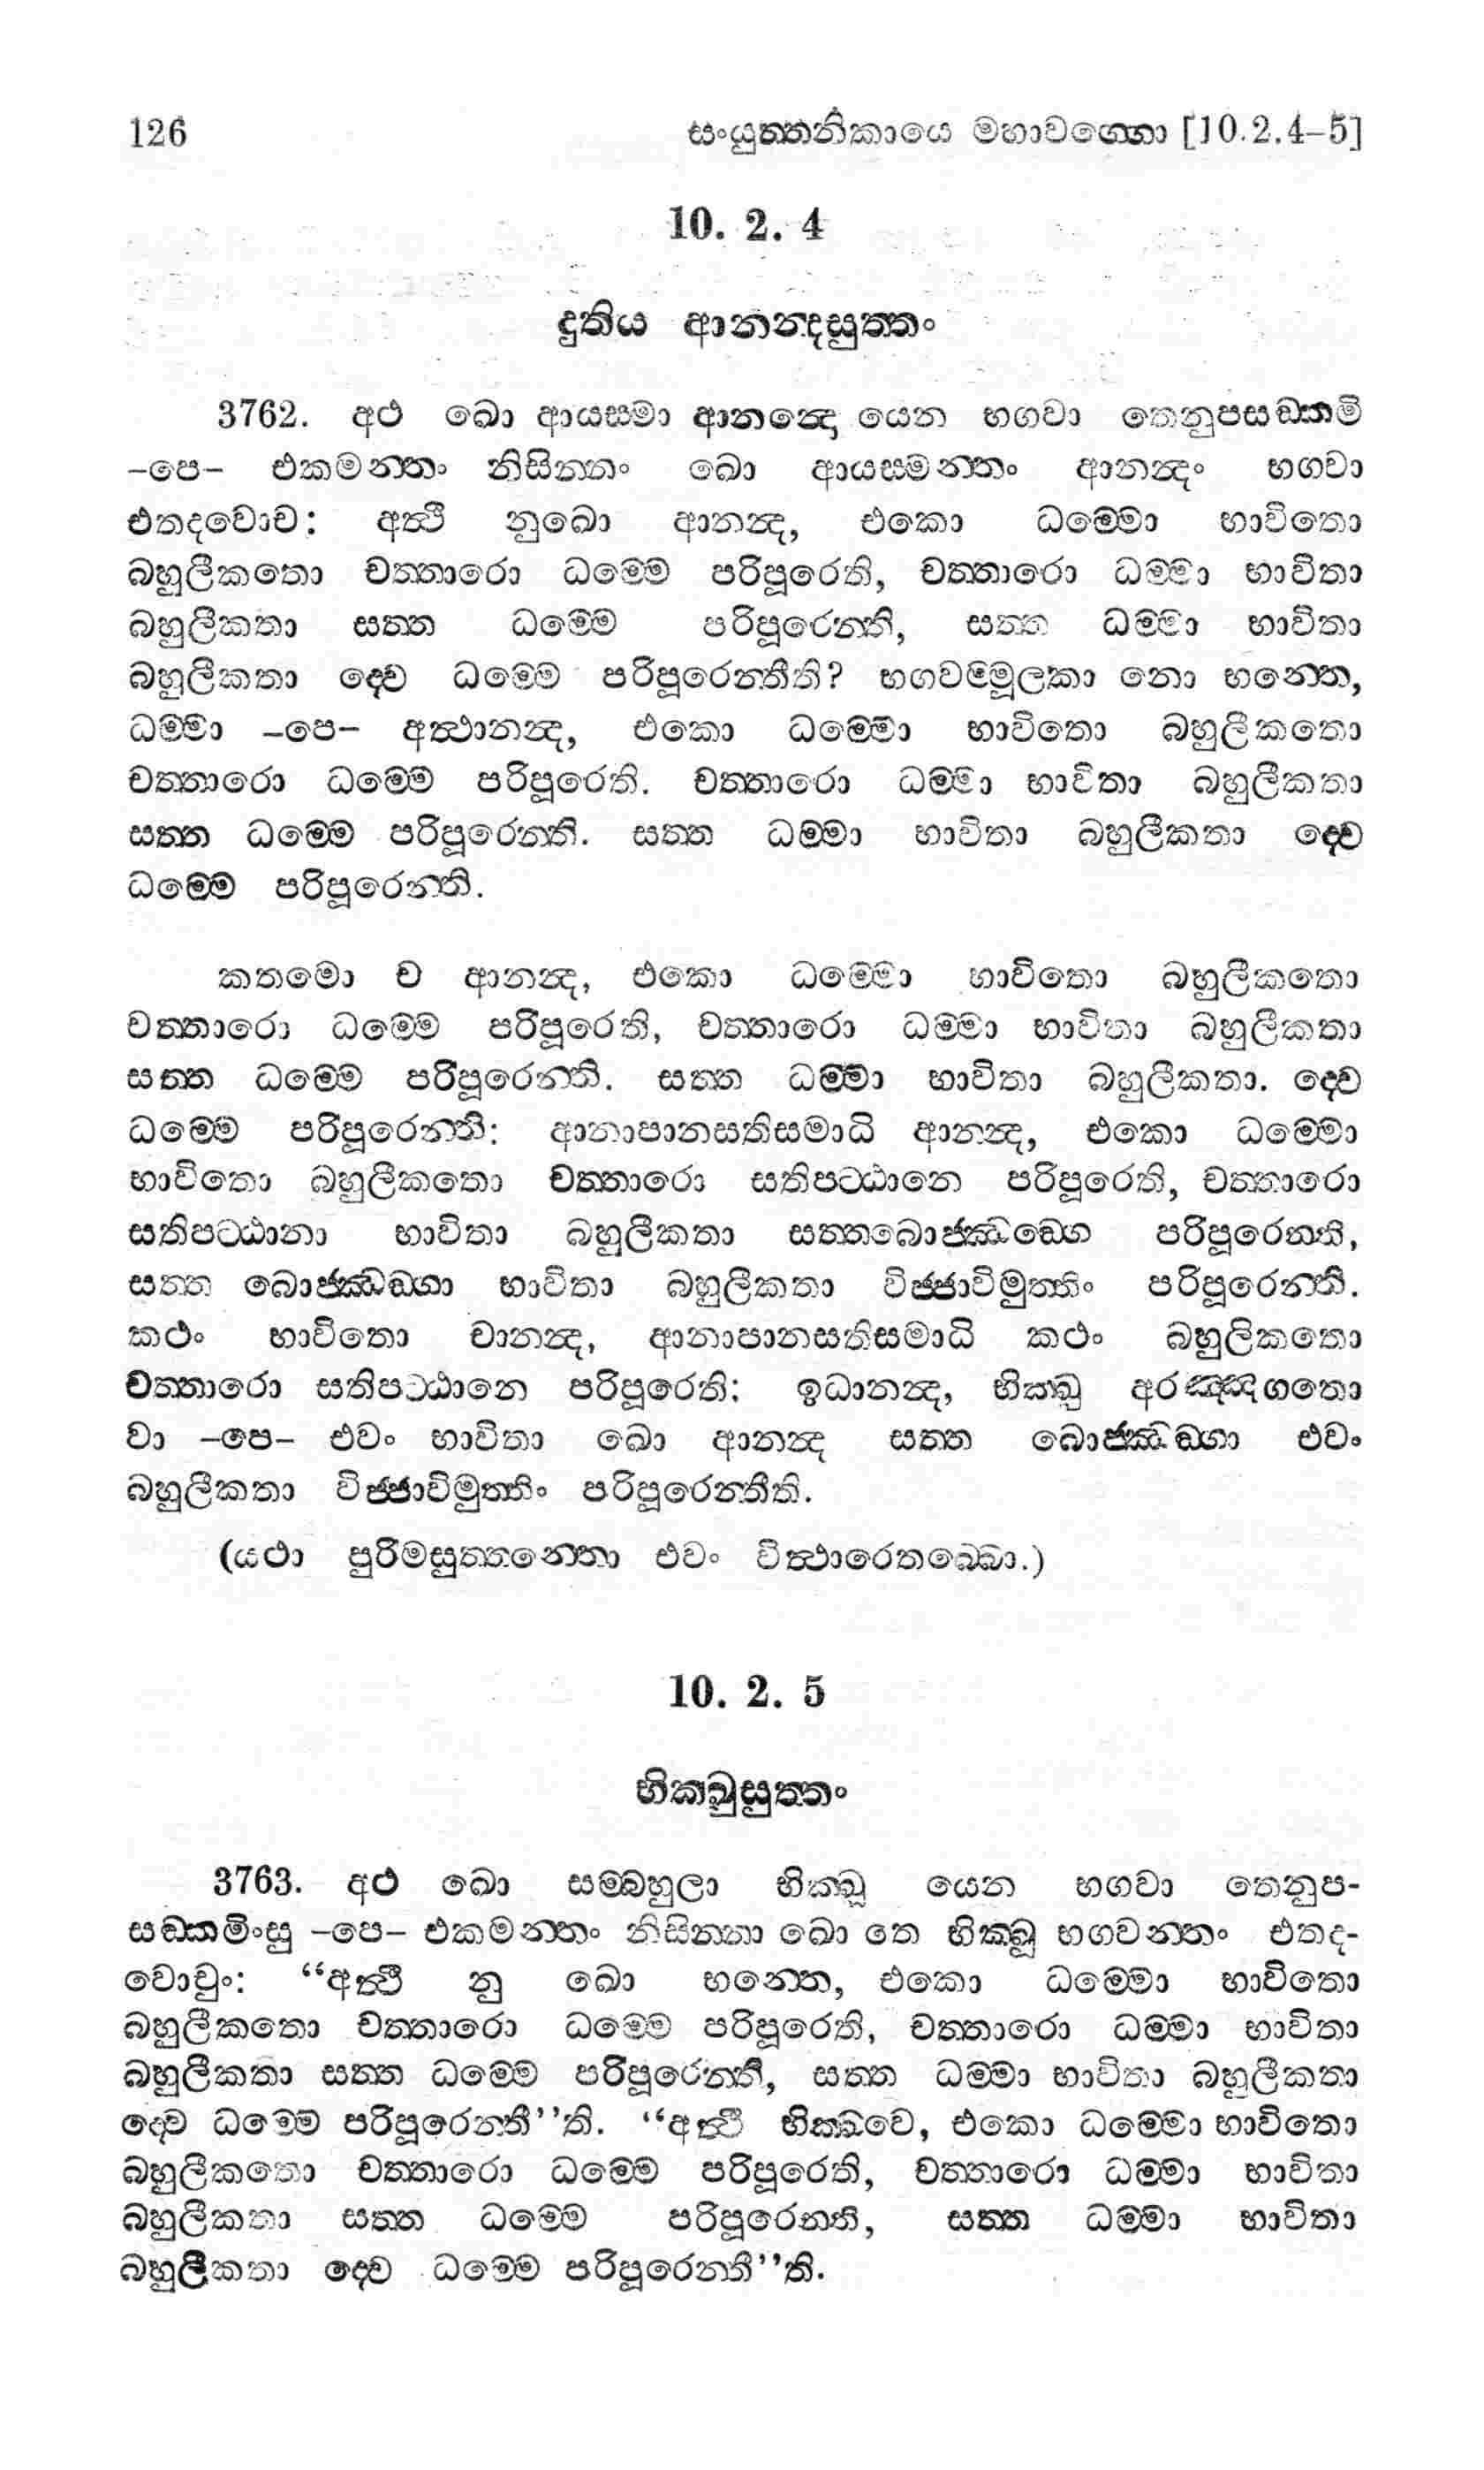 126 සංයුත්තනිකායෙ මහාවග්ගො [10.2.4–5]
10. 2. 4
දුතිය ආනන්දසුත්තං
3762. අථ ඛො ආයස්මා ආනන්දො යෙන භගවා තෙනුපසඞ්කමි
–පෙ– එකමන්තං නිසින්නං ඛො ආයස්මන්තං ආනන්දං භගවා
එතදවොච: අත්ථි නුඛො ආනන්ද, එකො ධම්මො භාවිතො
බහුලීකතො චත්තාරො ධම්මෙ පරිපූරෙති, චත්තාරො ධම්මා භාවිතා
බහුලීකතා සත්ත ධම්මෙ පරිපූරෙන්ති, සත්ත ධම්මා භාවිතා
බහුලීකතා ද්වෙ ධම්මෙ පරිපූරෙන්තීති? භගවම්මූලකා නො භන්තෙ,
ධම්මා –පෙ– අත්ථානන්ද, එකො ධම්මො භාවිතො බහුලීකතො
චත්තාරො ධම්මෙ පරිපූරෙති. චත්තාරො ධම්මා භාවිතා බහුලීකතා
සත්ත ධම්මෙ පරිපූරෙන්ති. සත්ත ධම්මා භාවිතා බහුලීකතා ද්වෙ
ධම්මෙ පරිපූරෙන්ති.
කතමො ච ආනන්ද, එකො ධම්මො භාවිතො බහුලීකතො
චත්තාරො ධම්මෙ පරිපූරෙති, චත්තාරො ධම්මා භාවිතා බහුලීකතා
සත්ත ධම්මෙ පරිපූරෙන්ති. සත්ත ධම්මා භාවිතා බහුලීකතා. ද්වෙ
ධම්මෙ පරිපූරෙන්ති: ආනාපානසතිසමාධි ආනන්ද, එකො ධම්මො
භාවිතො බහුලීකතො චත්තාරො සතිපට්ඨානෙ පරිපූරෙති, චත්තාරො
සතිපට්ඨානා භාවිතා බහුලීකතා සත්තබොජ්ඣඞ්ගෙ පරිපූරෙන්ති,
සත්ත බොජ්ඣඞ්ගා භාවිතා බහුලීකතා විජ්ජාවිමුත්තිං පරිපූරෙන්ති.
කථං භාවිතො චානන්ද, ආනාපානසතිසමාධි කථං බහුලිකතො
චත්තාරො සතිපට්ඨානෙ පරිපූරෙති: ඉධානන්ද, භික්ඛු අරඤ්ඤගතො
වා –පෙ– එවං භාවිතා ඛො ආනන්ද සත්ත බොජ්ඣඞ්ගා එවං
බහුලීකතා විජ්ජාවිමුත්තිං පරිපූරෙන්තීති.
(යථා පුරිමසුත්තන්තො එවං විත්ථාරෙතබ්බො.)
10. 2. 5
භික්ඛුසුත්තං
3763. අථ ඛො සම්බහුලා භික්ඛූ යෙන භගවා තෙනුප-
සඞ්කමිංසු –පෙ– එකමන්තං නිසින්නා ඛො තෙ භික්ඛූ භගවන්තං එතද-
වොචුං: “අත්ථි නු ඛො භන්තෙ, එකො ධම්මො භාවිතො
බහුලීකතො චත්තාරො ධම්මෙ පරිපූරෙති, චත්තාරො ධම්මා භාවිතා
බහුලීකතා සත්ත ධම්මෙ පරිපූරෙන්ති, සත්ත ධම්මා භාවිතා බහුලීකතා
ද්වෙ ධම්මෙ පරිපූරෙන්තී”ති. “අත්ථි භික්ඛවෙ, එකො ධම්මො භාවිතො
බහුලීකතො චත්තාරො ධම්මෙ පරිපූරෙති, චත්තාරො ධම්මා භාවිතා
බහුලීකතා සත්ත ධම්මෙ පරිපූරෙන්ති, සත්ත ධම්මා භාවිතා
බහුලීකතා ද්වෙ ධම්මෙ පරිපූරෙන්තී”ති.